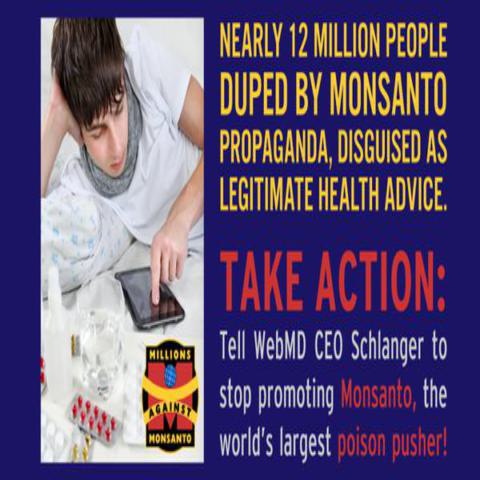 NEARLY 12 MILLION PEOPLE
DUPED BY MONSANTO
PROPAGANDA, DISGUISED AS
LEGITIMATE HEALTH ADVICE.
TAKE ACTION:
Tell WebMD CEO Schlanger to
stop promoting Monsanto, the
world's largest poison pusher!
MILLIONS
AGAINST
MONSANTO